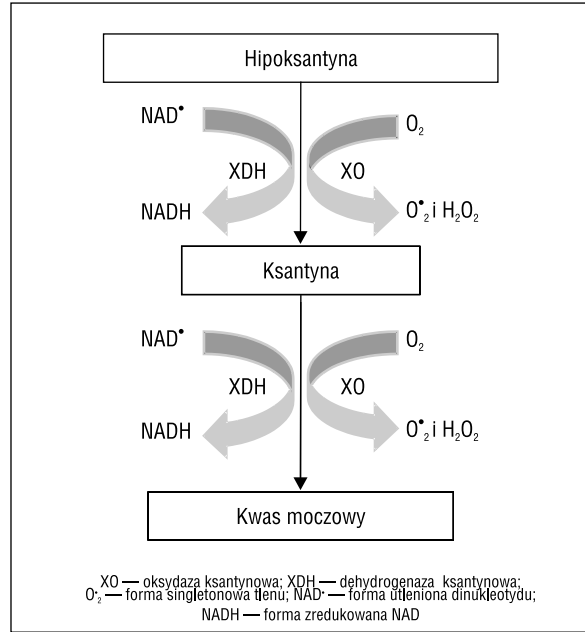 Hipoksantyna
NAD• O₂
XDH XO
NADH O•₂ i H₂O₂
Ksantyna
NAD• O₂
XDH XO
NADH O•₂ i H₂O₂
Kwas moczowy
XO — oksydaza ksantynowa; XDH — dehydrogenaza ksantynowa;
O•₂ — forma singletonowa tlenu; NAD• — forma utleniona dinukleotydu;
NADH — forma zredukowana NAD